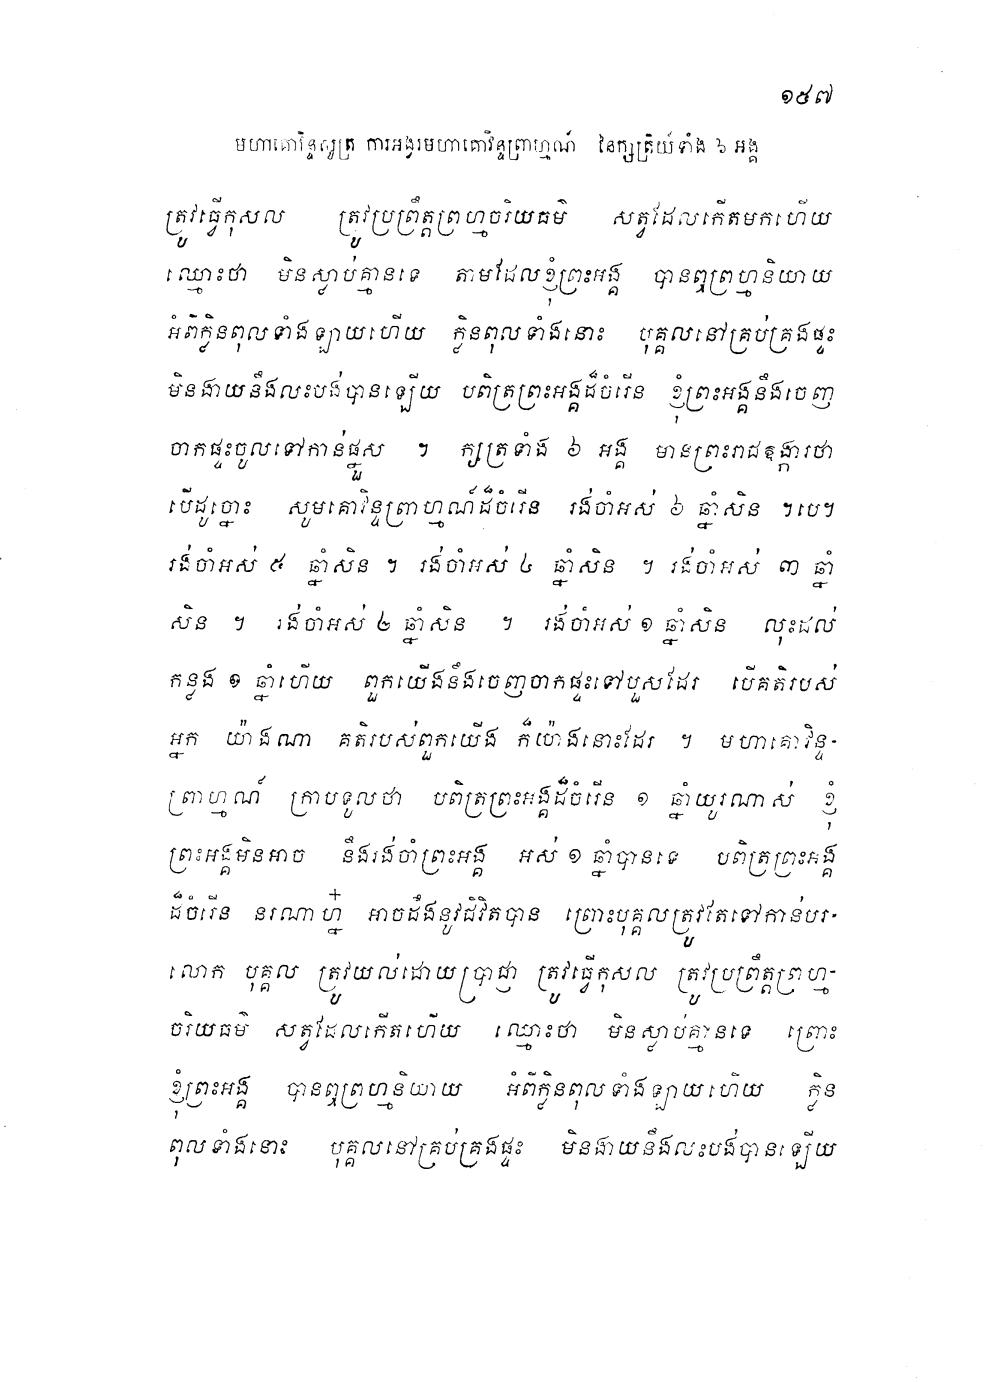 ១៥៧
មហាគោវិន្ទសូត្រ ការអង្វរមហាគោវិន្ទព្រាហ្មណ៍ នៃក្សត្រិយ៍ទាំង ៦ អង្គ
ត្រូវធ្វើកុសល ត្រូវប្រព្រឹត្តព្រហ្មចរិយធម៌ សត្វដែលកើតមកហើយ
ឈ្មោះថា មិនស្លាប់គ្មានទេ តាមដែលខ្ញុំព្រះអង្គ បានឮព្រហ្មនិយាយ
អំពីក្លិនពុលទាំងឡាយហើយ ក្លិនពុលទាំងនោះ បុគ្គលនៅគ្រប់គ្រងផ្ទះ
មិនងាយនឹងលះបង់បានឡើយ បពិត្រព្រះអង្គដ៏ចំរើន ខ្ញុំព្រះអង្គនឹងចេញ
ចាកផ្ទះចូលទៅកាន់ផ្នួស ។ ក្សត្រទាំង ៦ អង្គ មានព្រះរាជឱង្ការថា
បើដូច្នោះ សូមគោវិន្ទព្រាហ្មណ៍ដ៏ចំរើន រង់ចាំអស់ ៦ ឆ្នាំសិន ។បេ។
រង់ចាំអស់ ៥ ឆ្នាំសិន ។ រង់ចាំអស់ ៤ ឆ្នាំសិន ។ រង់ចាំអស់ ៣ ឆ្នាំ
សិន ។ រង់ចាំអស់ ២ ឆ្នាំសិន ។ រង់ចាំអស់ ១ ឆ្នាំសិន លុះដល់
កន្លង ១ ឆ្នាំហើយ ពួកយើងនឹងចេញចាកផ្ទះទៅបួសដែរ បើគតិរបស់
អ្នក យ៉ាងណា គតិរបស់ពួកយើង ក៏យ៉ាងនោះដែរ ។ មហាគោវិន្ទ-
ព្រាហ្មណ៍ ក្រាបទូលថា បពិត្រព្រះអង្គដ៏ចំរើន ១ ឆ្នាំយូរណាស់ ខ្ញុំ
ព្រះអង្គមិនអាច នឹងរង់ចាំព្រះអង្គ អស់ ១ ឆ្នាំបានទេ បពិត្រព្រះអង្គ
ដ៏ចំរើន នរណាហ្ន៎ អាចដឹងនូវជីវិតបាន ព្រោះបុគ្គលត្រូវតែទៅកាន់បរ-
លោក បុគ្គល ត្រូវយល់ដោយប្រាជ្ញា ត្រូវធ្វើកុសល ត្រូវប្រព្រឹត្តព្រហ្ម-
ចរិយធម៌ សត្វដែលកើតហើយ ឈ្មោះថា មិនស្លាប់គ្មានទេ ព្រោះ
ខ្ញុំព្រះអង្គ បានឮព្រហ្មនិយាយ អំពីក្លិនពុលទាំងឡាយហើយ ក្លិន
ពុលទាំងនោះ បុគ្គលនៅគ្រប់គ្រងផ្ទះ មិនងាយនឹងលះបង់បានឡើយ